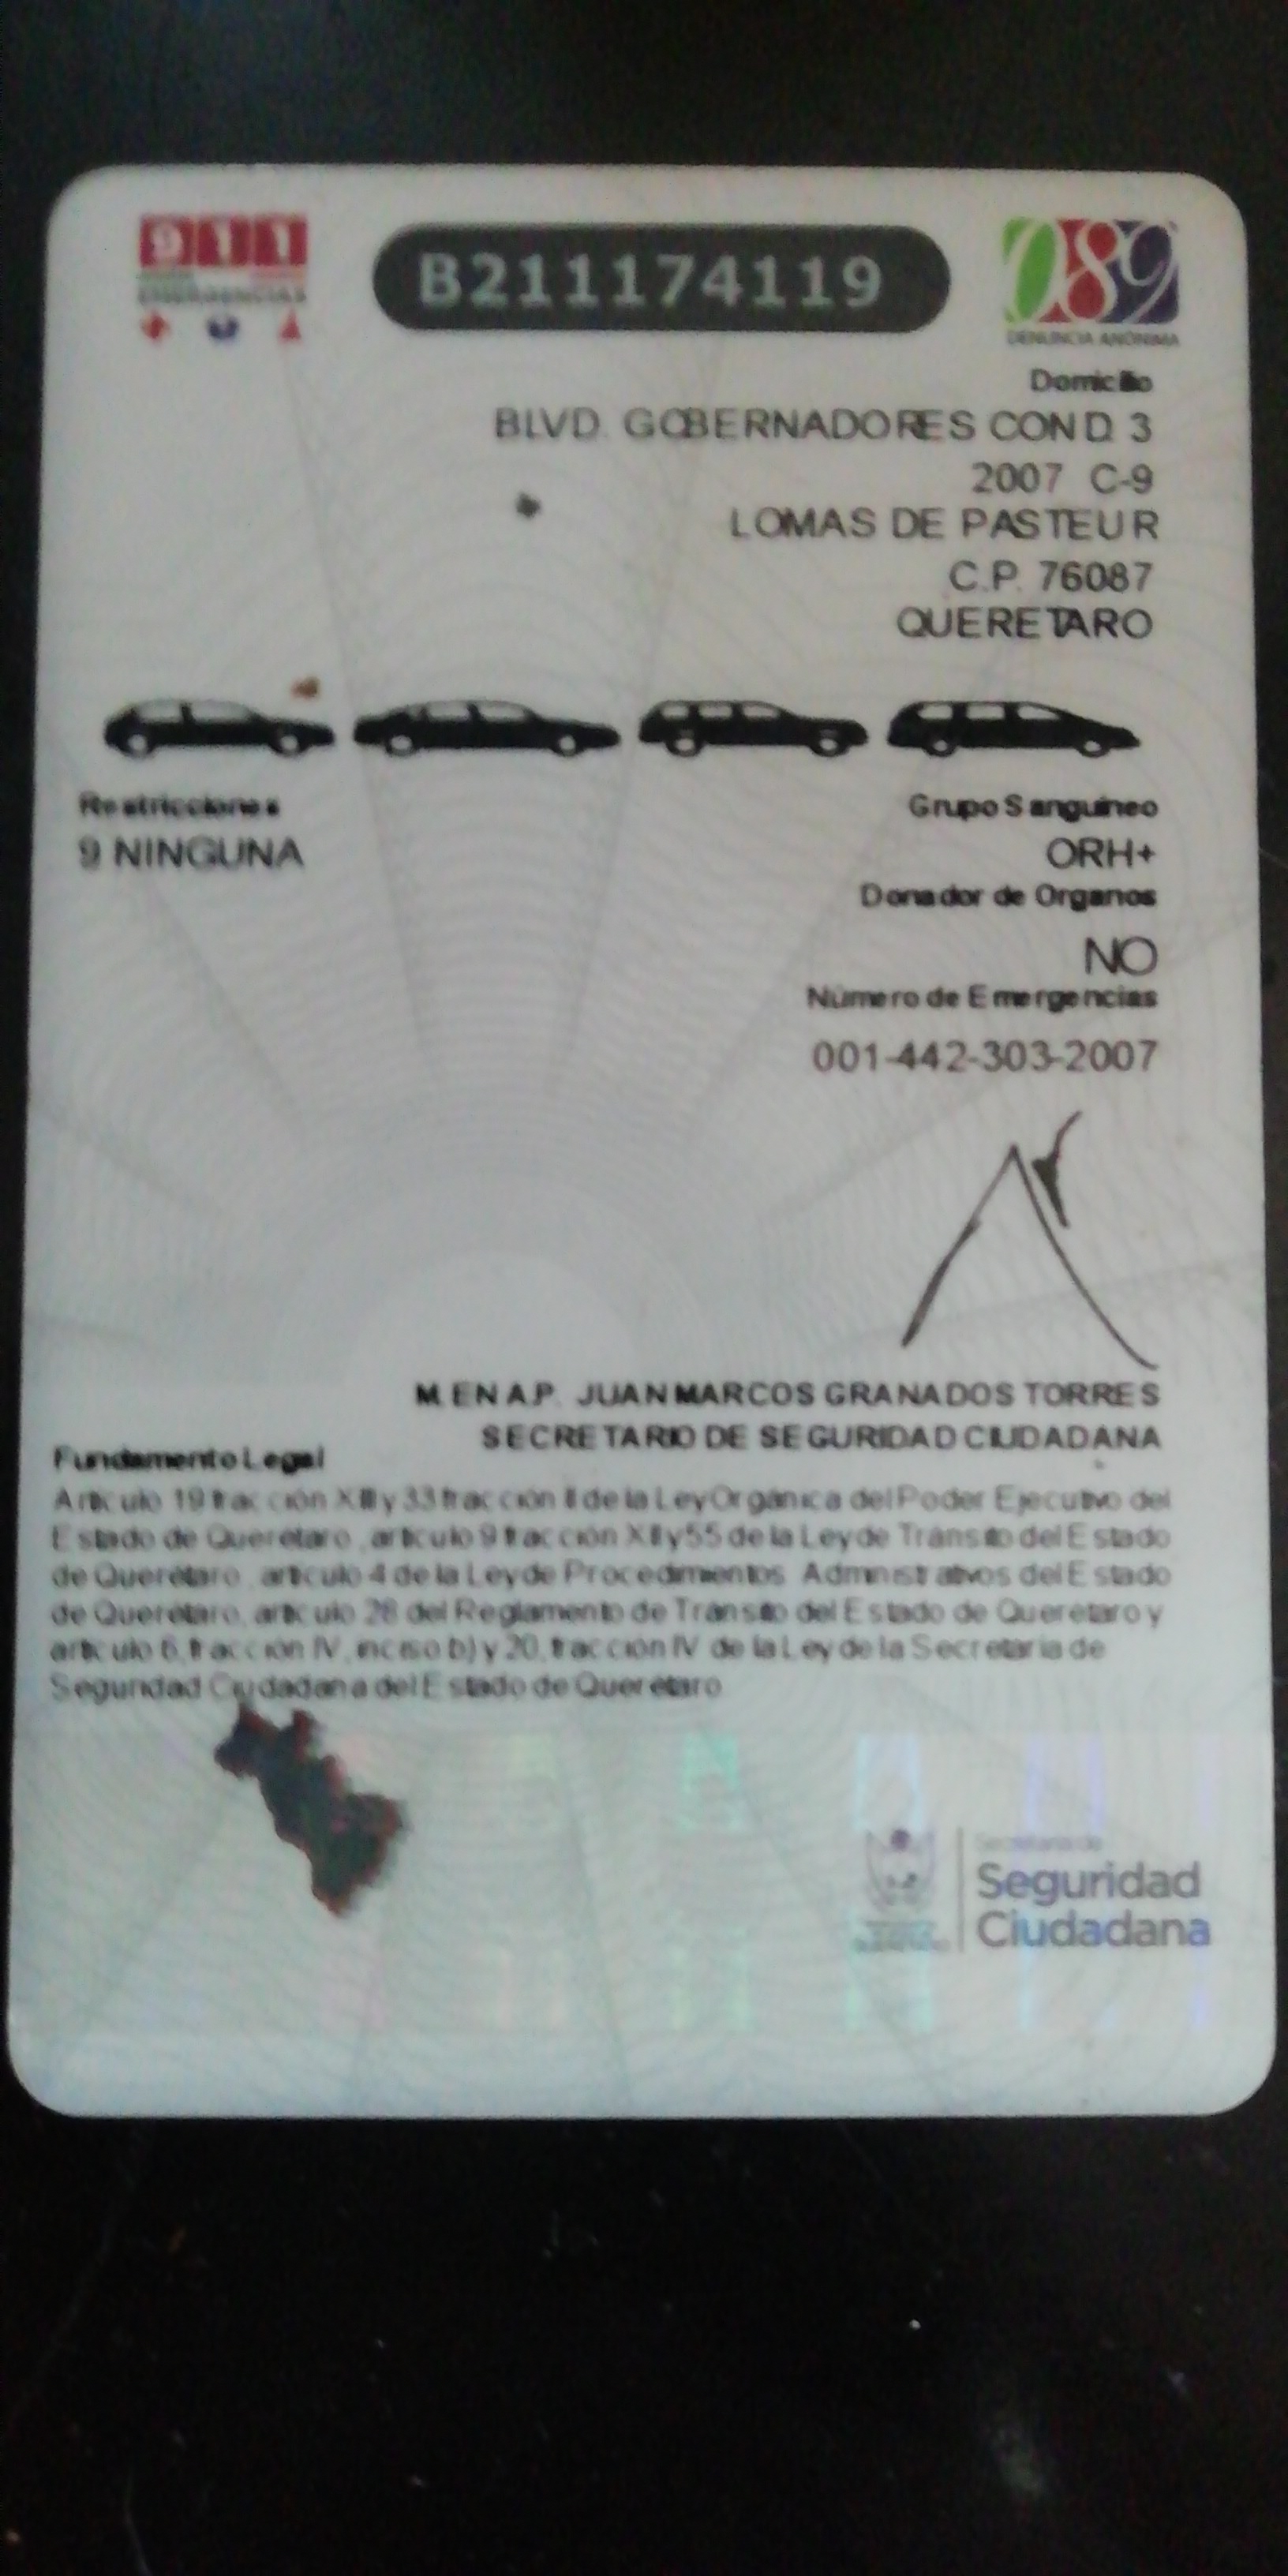 911
EMERGENCIAS
B211174119
089
DENUNCIA ANÓNIMA
Domicilio
BLVD. GOBERNADORES COND. 3
2007 C-9
LOMAS DE PASTEUR
C.P. 76087
QUERETARO
Restricciones
9 NINGUNA
Grupo Sanguineo
ORH+
Donador de Organos
NO
Número de Emergencias
001-442-303-2007
M. EN A.P. JUAN MARCOS GRANADOS TORRES
SECRETARIO DE SEGURIDAD CIUDADANA
Fundamento Legal
Artículo 19 fracción XIII y 33 fracción II de la Ley Orgánica del Poder Ejecutivo del
Estado de Querétaro, artículo 9 fracción XII y 55 de la Ley de Tránsito del Estado
de Querétaro, artículo 4 de la Ley de Procedimientos Administrativos del Estado
de Querétaro, artículo 28 del Reglamento de Tránsito del Estado de Querétaro y
artículo 6, fracción IV, inciso b) y 20, fracción IV de la Ley de la Secretaría de
Seguridad Ciudadana del Estado de Querétaro
Secretaría de
Seguridad
Ciudadana